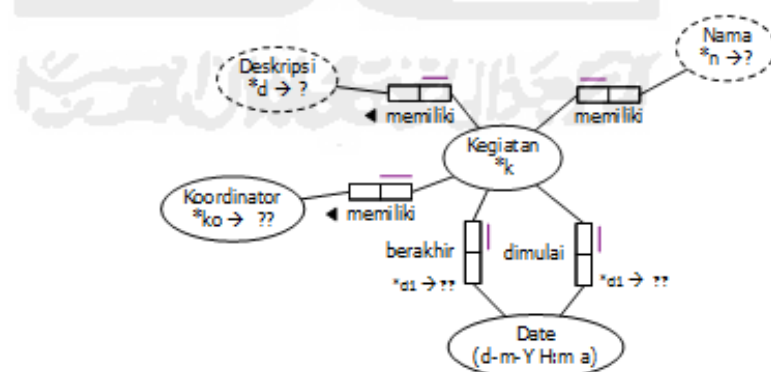 Nama
*n → ?
Deskripsi
*d → ?
◄ memiliki
memiliki
Kegiatan
*k
Koordinator
*ko → ??
◄ memiliki
berakhir
dimulai
*d1 → ??
*d1 → ??
Date
(d-m-Y H:m a)